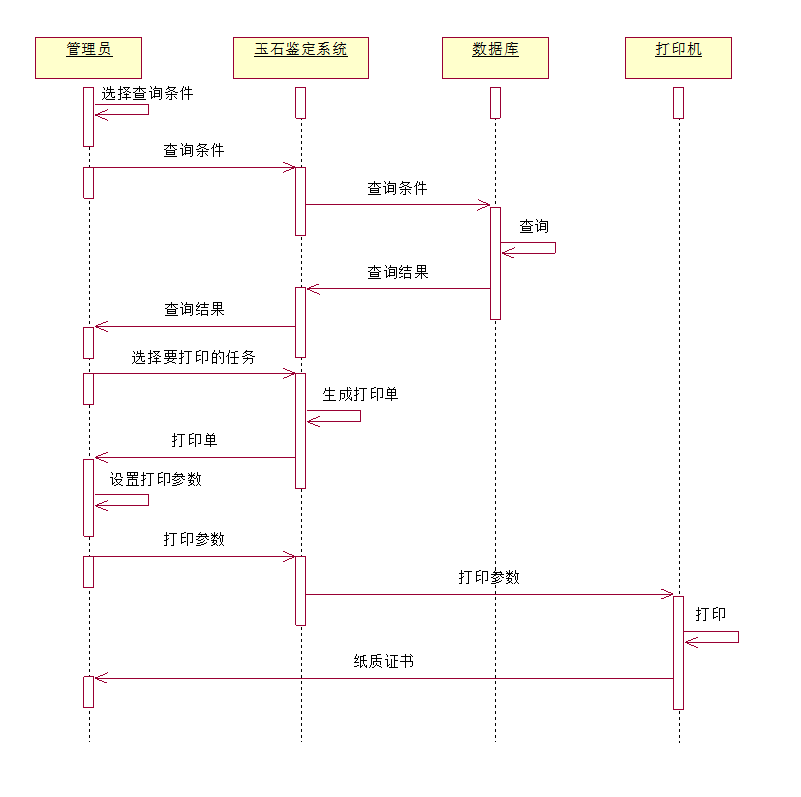 管理员
玉石鉴定系统
数据库
打印机
选择查询条件
查询条件
查询条件
查询
查询结果
查询结果
选择要打印的任务
生成打印单
打印单
设置打印参数
打印参数
打印参数
打印
纸质证书